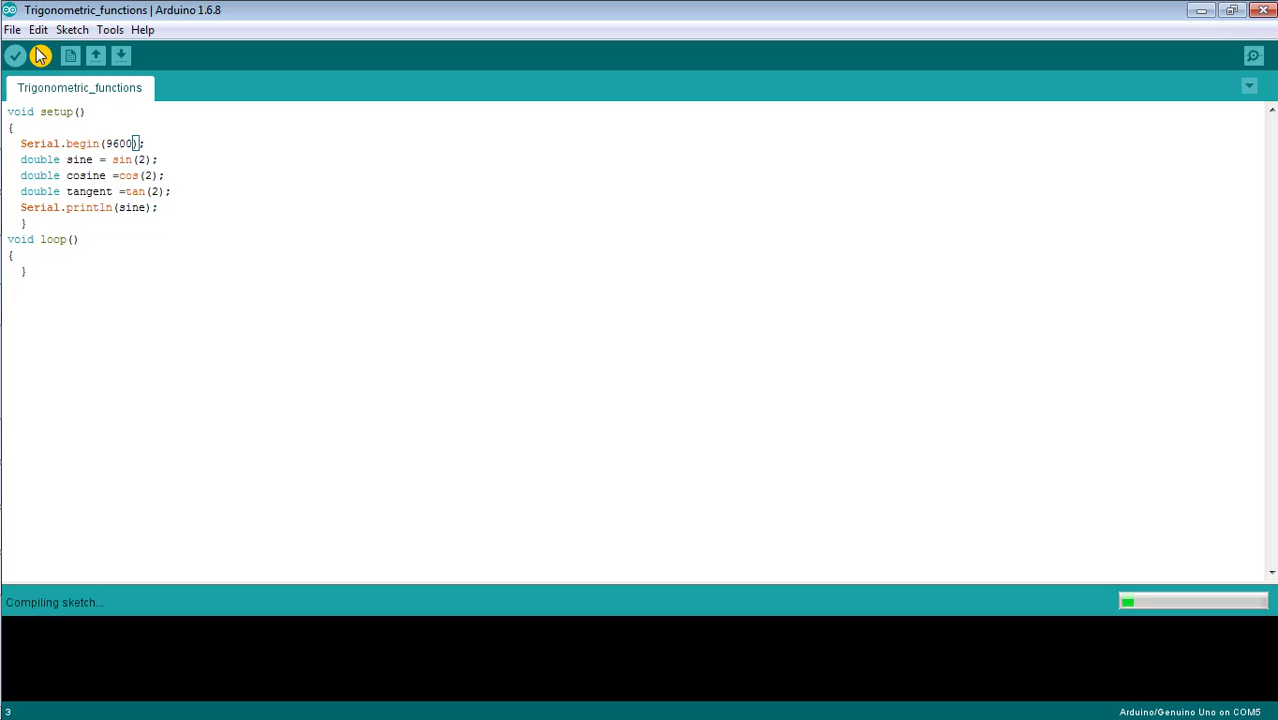 Trigonometric_functions | Arduino 1.6.8
File Edit Sketch Tools Help
Trigonometric_functions
void setup()
{
Serial.begin(9600);
double sine = sin(2);
double cosine =cos(2);
double tangent =tan(2);
Serial.println(sine);
}
void loop()
{
}
Compiling sketch...
3 Arduino/Genuino Uno on COM5